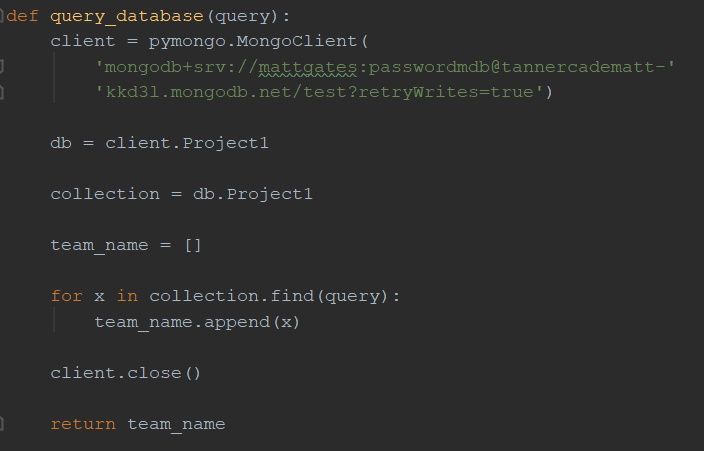 def query_database(query):
client = pymongo.MongoClient(
'mongodb+srv://mattgates:passwordmdb@tannercadematt-'
'kkd3l.mongodb.net/test?retryWrites=true')
db = client.Project1
collection = db.Project1
team_name = []
for x in collection.find(query):
team_name.append(x)
client.close()
return team_name